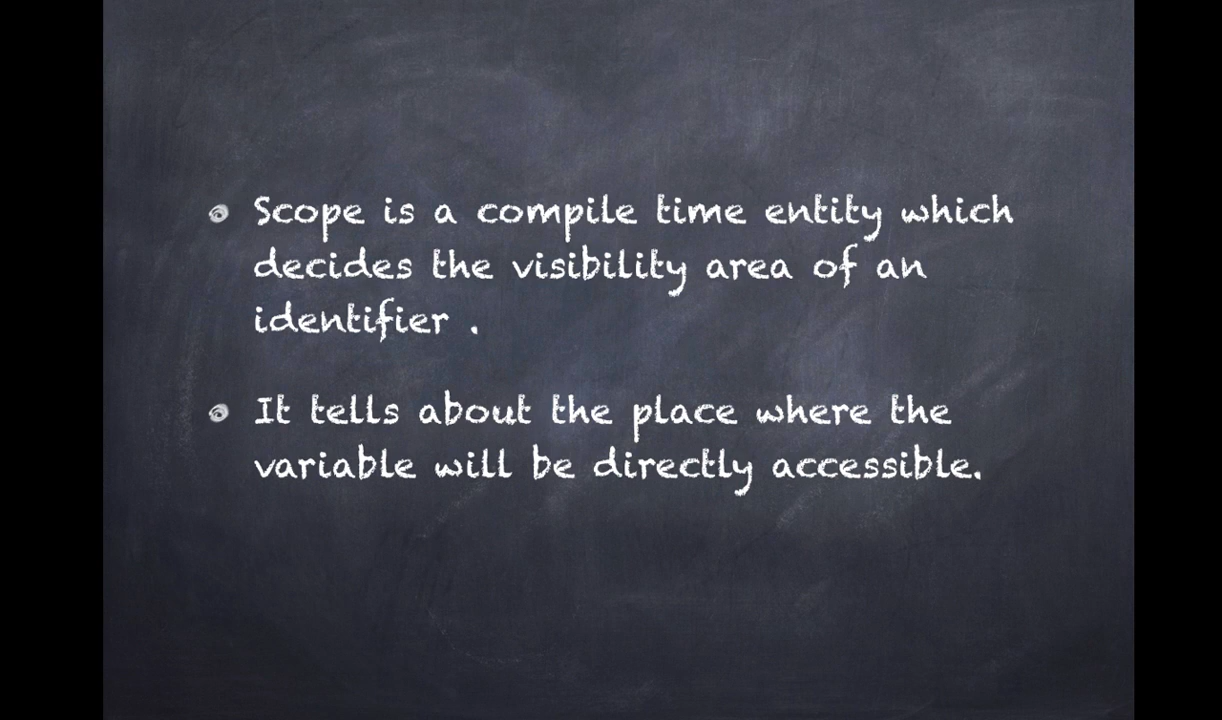 Scope is a compile time entity which
decides the visibility area of an
identifier .
It tells about the place where the
variable will be directly accessible.